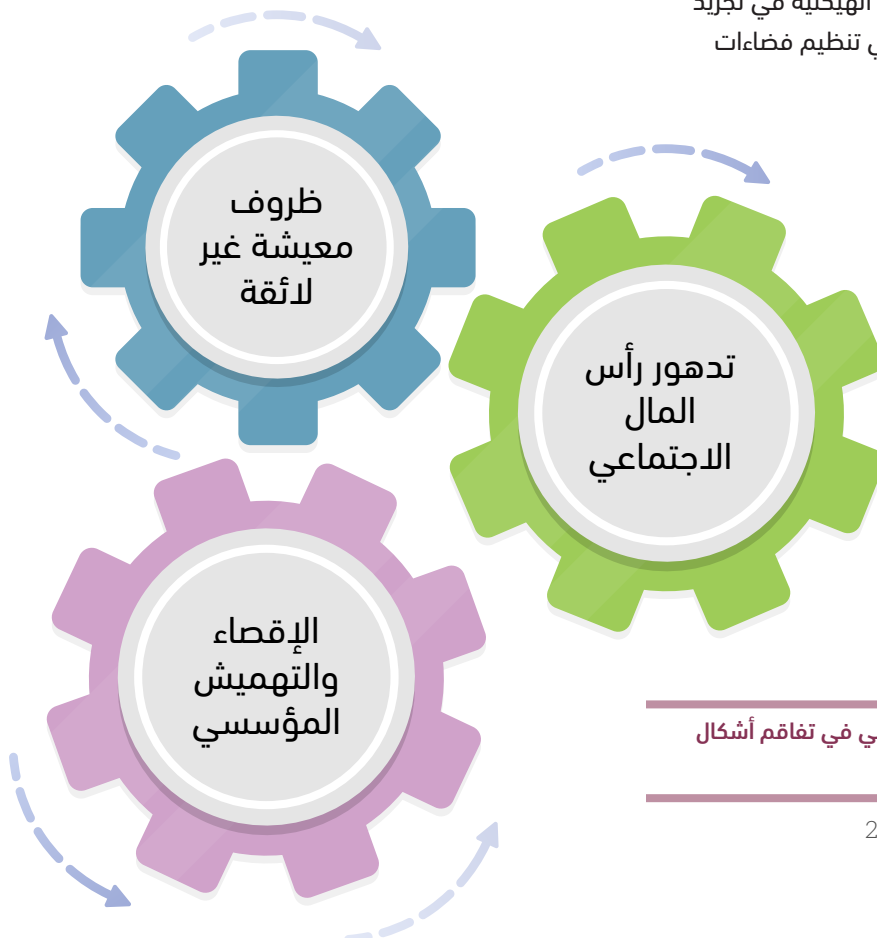 الهيكلية في تجريد
تنظيم فضاءات
ظروف
معيشة غير
لائقة
تدهور رأس
المال
الاجتماعي
الإقصاء
والتهميش
المؤسسي
في تفاقم أشكال
2